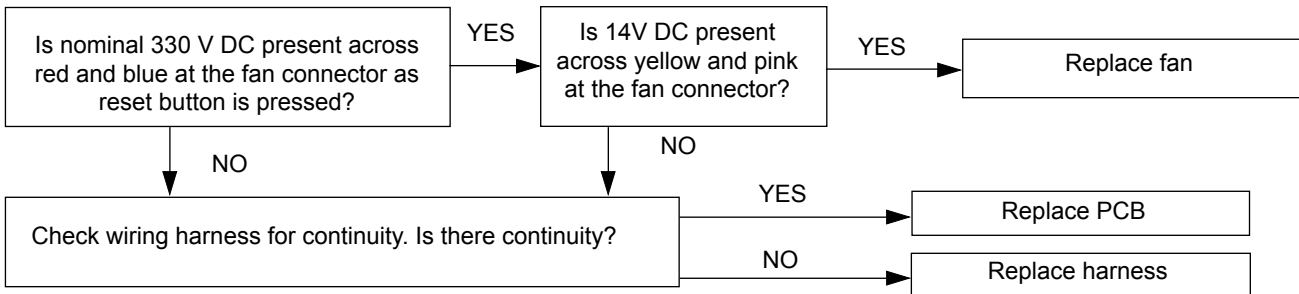 Is nominal 330 V DC present across
red and blue at the fan connector as
reset button is pressed?
YES
Is 14V DC present
across yellow and pink
at the fan connector?
YES
Replace fan
NO
NO
Check wiring harness for continuity. Is there continuity?
YES
Replace PCB
NO
Replace harness